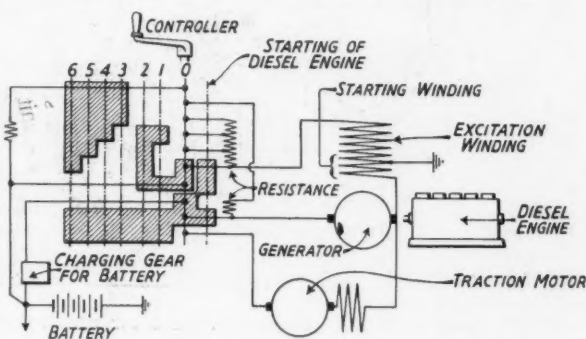 CONTROLLER
STARTING OF
DIESEL ENGINE
6 5 4 3 2 1 0
STARTING WINDING
EXCITATION
WINDING
RESISTANCE
DIESEL
ENGINE
GENERATOR
CHARGING GEAR
FOR BATTERY
TRACTION MOTOR
BATTERY